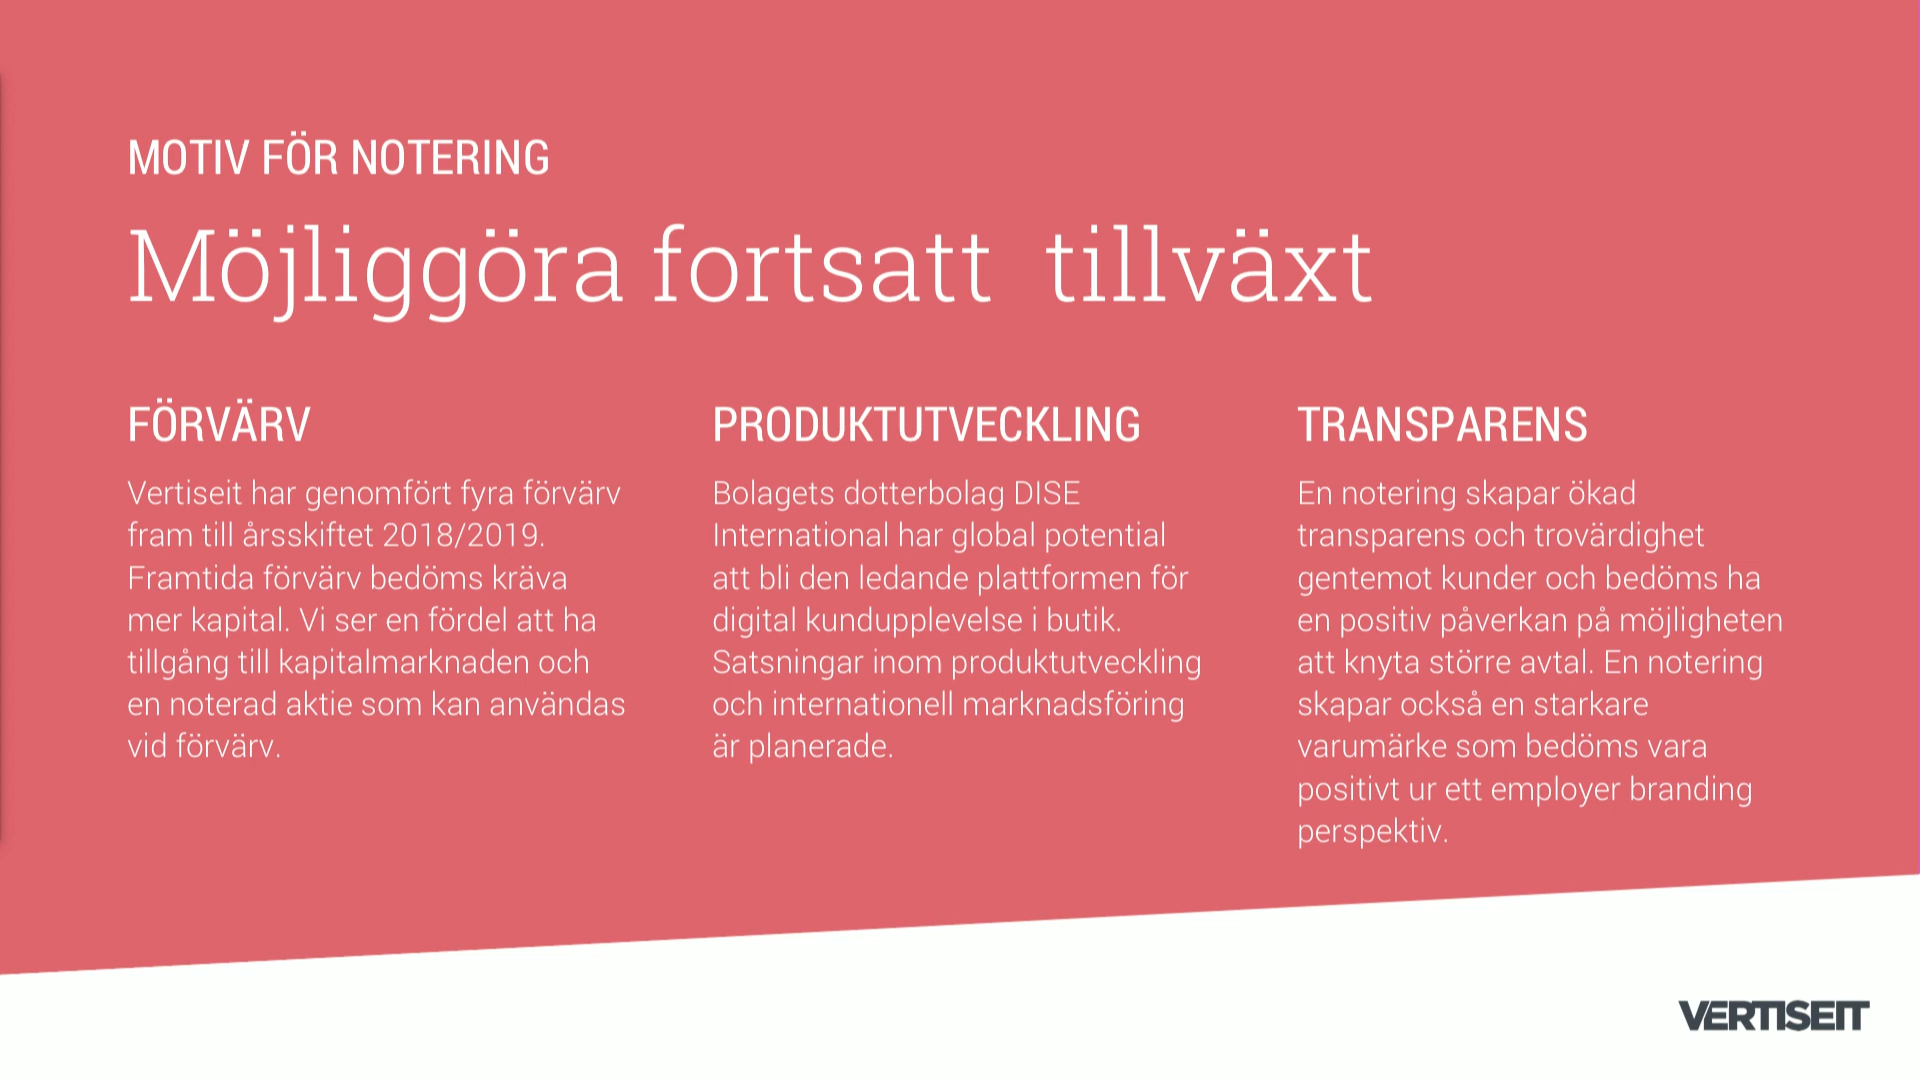 MOTIV FÖR NOTERING
Möjliggöra fortsatt  tillväxt
FÖRVÄRV
Vertiseit har genomfört fyra förvärv
fram till årsskiftet 2018/2019.
Framtida förvärv bedöms kräva
mer kapital. Vi ser en fördel att ha
tillgång till kapitalmarknaden och
en noterad aktie som kan användas
vid förvärv.
PRODUKTUTVECKLING
Bolagets dotterbolag DISE
International har global potential
att bli den ledande plattformen för
digital kundupplevelse i butik.
Satsningar inom produktutveckling
och internationell marknadsföring
är planerade.
TRANSPARENS
En notering skapar ökad
transparens och trovärdighet
gentemot kunder och bedöms ha
en positiv påverkan på möjligheten
att knyta större avtal. En notering
skapar också en starkare
varumärke som bedöms vara
positivt ur ett employer branding
perspektiv.
VERTISEIT